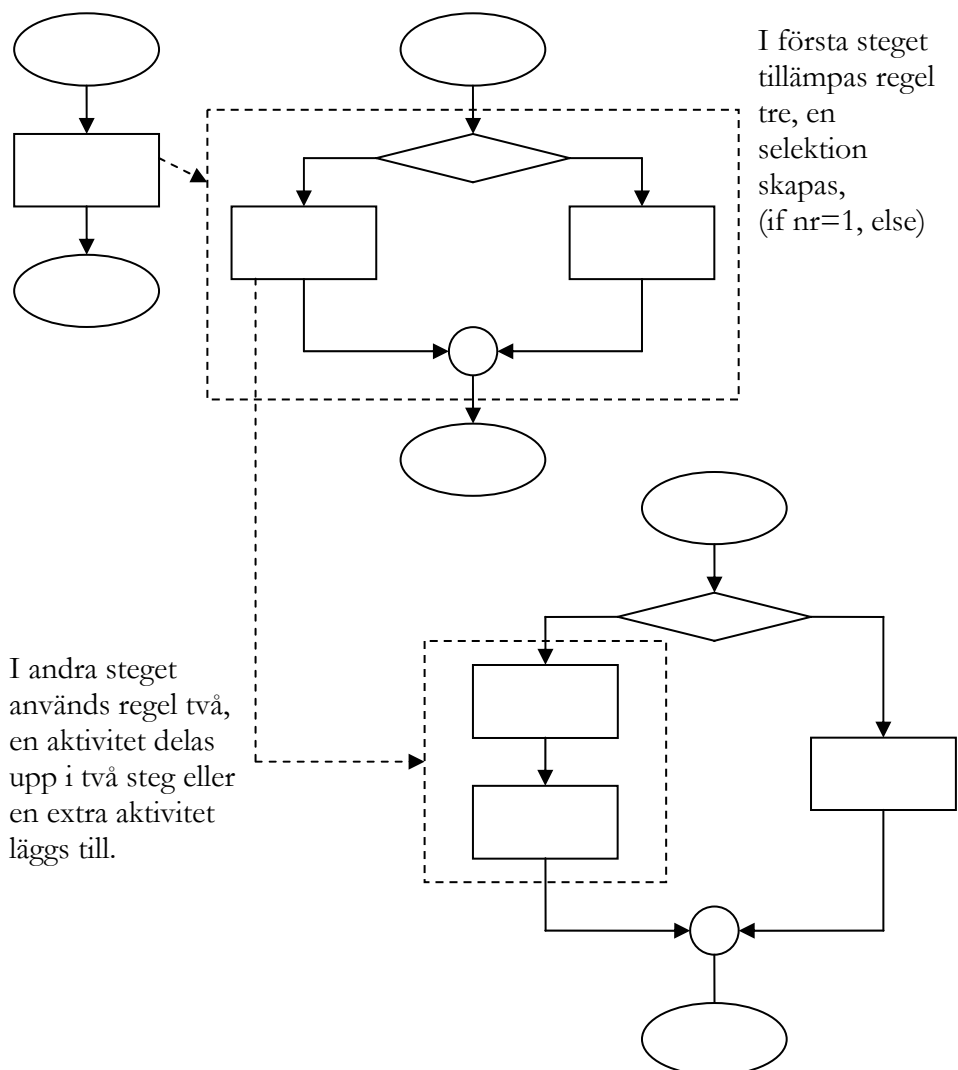 I första steget
tillämpas regel
tre, en
selektion
skapas,
(if nr=1, else)
I andra steget
används regel två,
en aktivitet delas
upp i två steg eller
en extra aktivitet
läggs till.